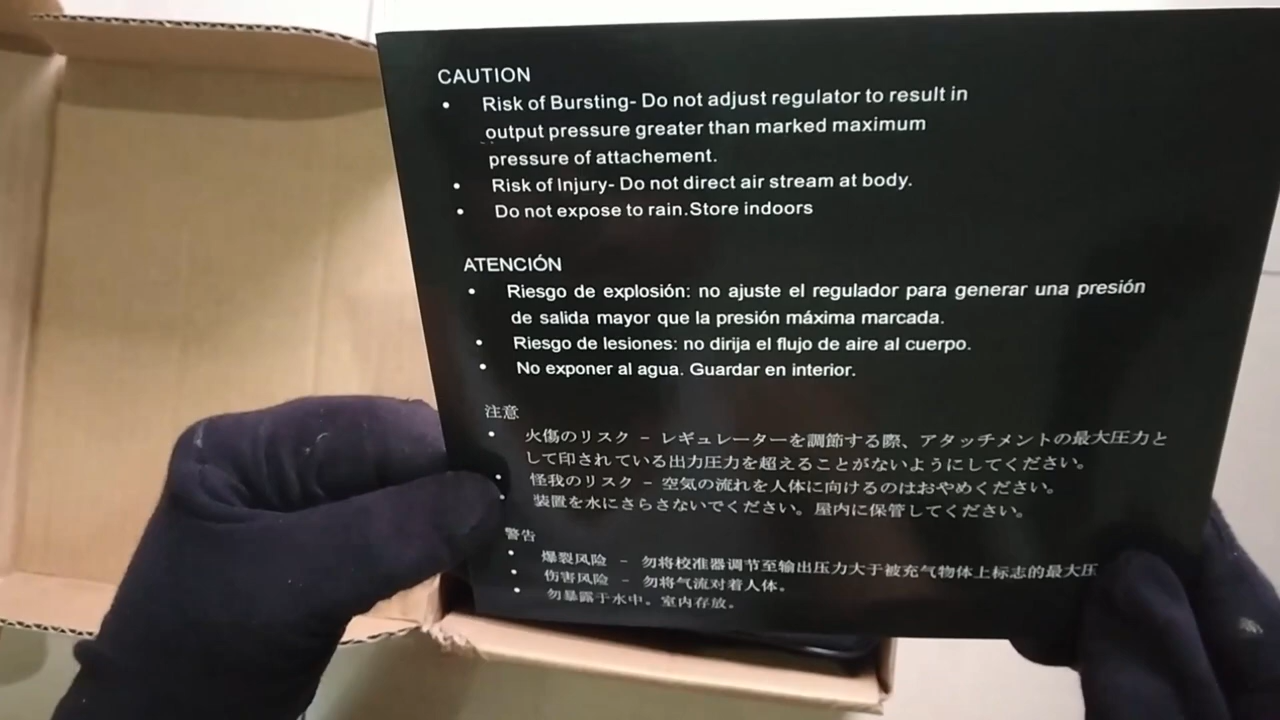 CAUTION
• Risk of Bursting- Do not adjust regulator to result in
output pressure greater than marked maximum
pressure of attachement.
• Risk of Injury- Do not direct air stream at body.
• Do not expose to rain.Store indoors
ATENCIÓN
• Riesgo de explosión: no ajuste el regulador para generar una presión
de salida mayor que la presión máxima marcada.
• Riesgo de lesiones: no dirija el flujo de aire al cuerpo.
• No exponer al agua. Guardar en interior.
注意
• 火傷のリスク – レギュレーターを調節する際、アタッチメントの最大圧力と
して印されている出力圧力を超えることがないようにしてください。
• 怪我のリスク – 空気の流れを人体に向けるのはおやめください。
• 装置を水にさらさないでください。屋内に保管してください。
警告
• 爆裂风险 – 勿将校准器调节至输出压力大于被充气物体上标志的最大压
• 伤害风险 – 勿将气流对着人体。
• 勿暴露于水中。室内存放。